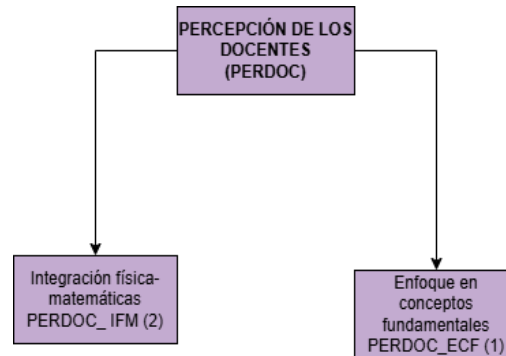 PERCEPCIÓN DE LOS
DOCENTES
(PERDOC)
Integración física-
matemáticas
PERDOC_ IFM (2)
Enfoque en
conceptos
fundamentales
PERDOC_ECF (1)